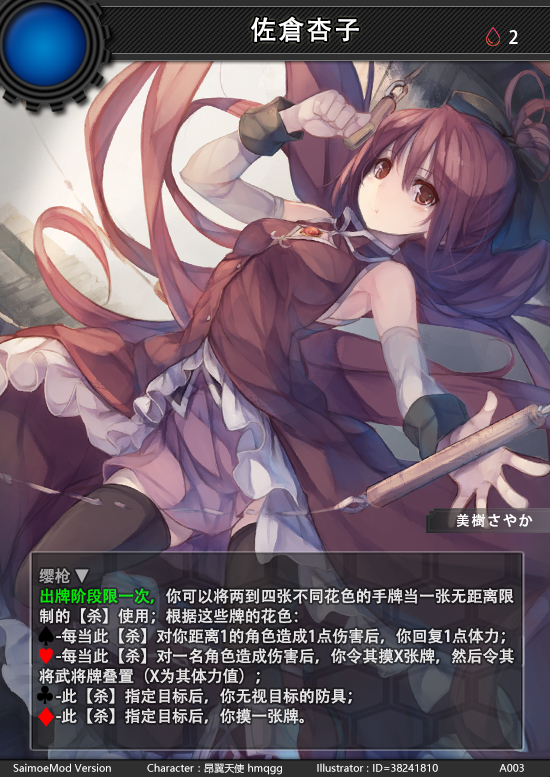 佐倉杏子
2
美樹さやか
缨枪▼
出牌阶段限一次，你可以将两到四张不同花色的手牌当一张无距离限
制的【杀】使用；根据这些牌的花色：
♠-每当此【杀】对你距离1的角色造成1点伤害后，你回复1点体力；
♥-每当此【杀】对一名角色造成伤害后，你令其摸X张牌，然后令其
将武将牌叠置（X为其体力值）；
♣-此【杀】指定目标后，你无视目标的防具；
♦-此【杀】指定目标后，你摸一张牌。
SaimoeMod Version Character : 昂翼天使 hmqgg Illustrator : ID=38241810 A003